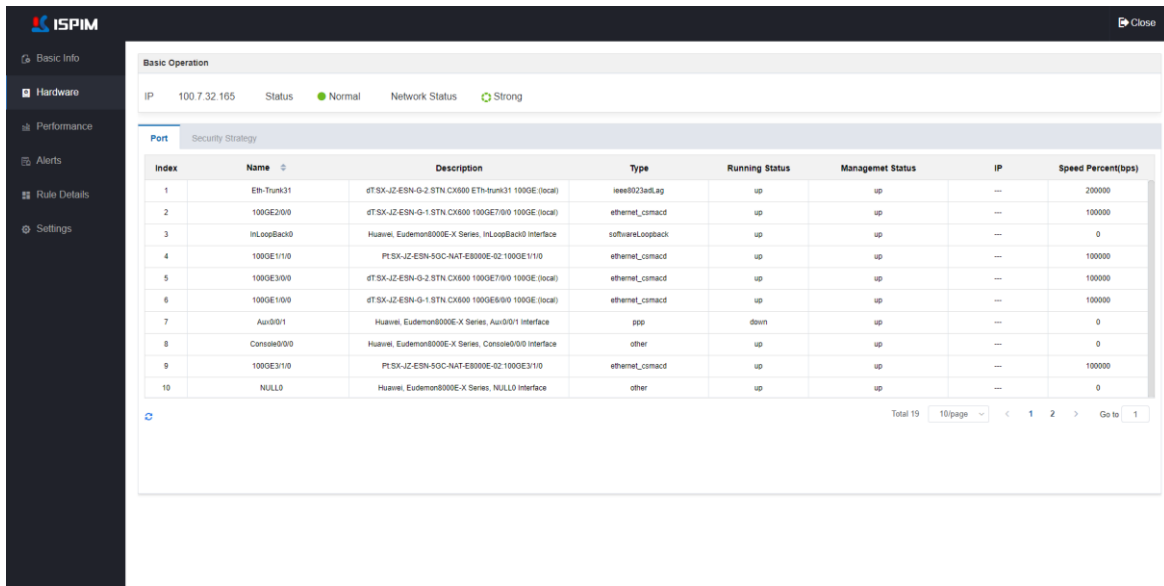 ISPIM
Close
Basic Info
Hardware
Performance
Alerts
Rule Details
Settings
Basic Operation
IP 100.7.32.165 Status Normal Network Status Strong
Port Security Strategy
Index Name Description Type Running Status Managemet Status IP Speed Percent(bps)
1 Eth-Trunk31 dT:SX-JZ-ESN-G-2.STN.CX600 ETh-trunk31 100GE:(local) ieee8023adLag up up --- 200000
2 100GE2/0/0 dT:SX-JZ-ESN-G-1.STN.CX600 100GE7/0/0 100GE:(local) ethernet_csmacd up up --- 100000
3 InLoopBack0 Huawei, Eudemon8000E-X Series, InLoopBack0 Interface softwareLoopback up up --- 0
4 100GE1/1/0 Pt:SX-JZ-ESN-5GC-NAT-E8000E-02:100GE1/1/0 ethernet_csmacd up up --- 100000
5 100GE3/0/0 dT:SX-JZ-ESN-G-2.STN.CX600 100GE7/0/0 100GE:(local) ethernet_csmacd up up --- 100000
6 100GE1/0/0 dT:SX-JZ-ESN-G-1.STN.CX600 100GE6/0/0 100GE:(local) ethernet_csmacd up up --- 100000
7 Aux0/0/1 Huawei, Eudemon8000E-X Series, Aux0/0/1 Interface ppp down up --- 0
8 Console0/0/0 Huawei, Eudemon8000E-X Series, Console0/0/0 Interface other up up --- 0
9 100GE3/1/0 Pt:SX-JZ-ESN-5GC-NAT-E8000E-02:100GE3/1/0 ethernet_csmacd up up --- 100000
10 NULL0 Huawei, Eudemon8000E-X Series, NULL0 Interface other up up --- 0
Total 19 10/page < 1 2 > Go to 1